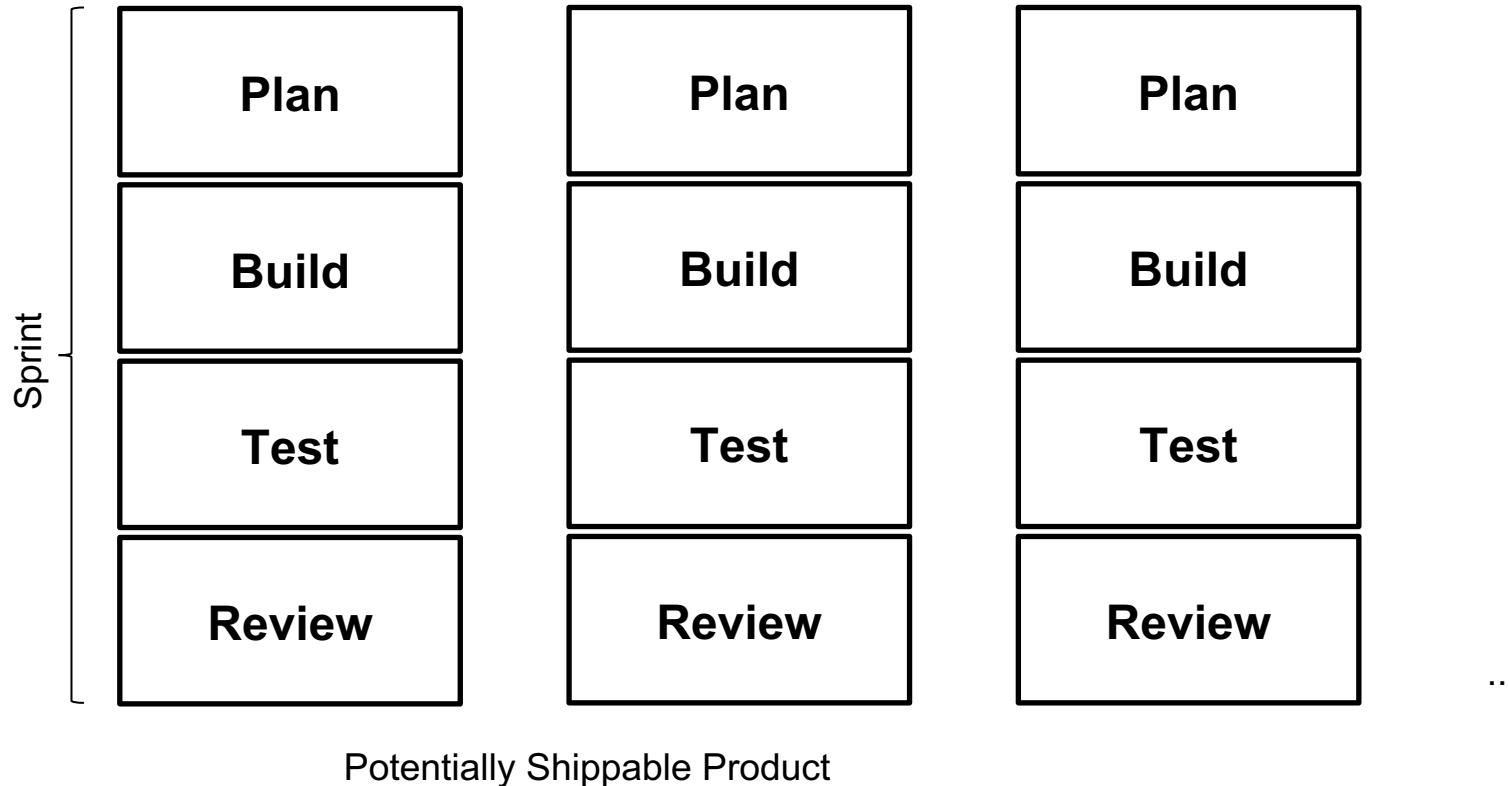 Sprint
Plan
Build
Test
Review
Plan
Build
Test
Review
Plan
Build
Test
Review
..
Potentially Shippable Product